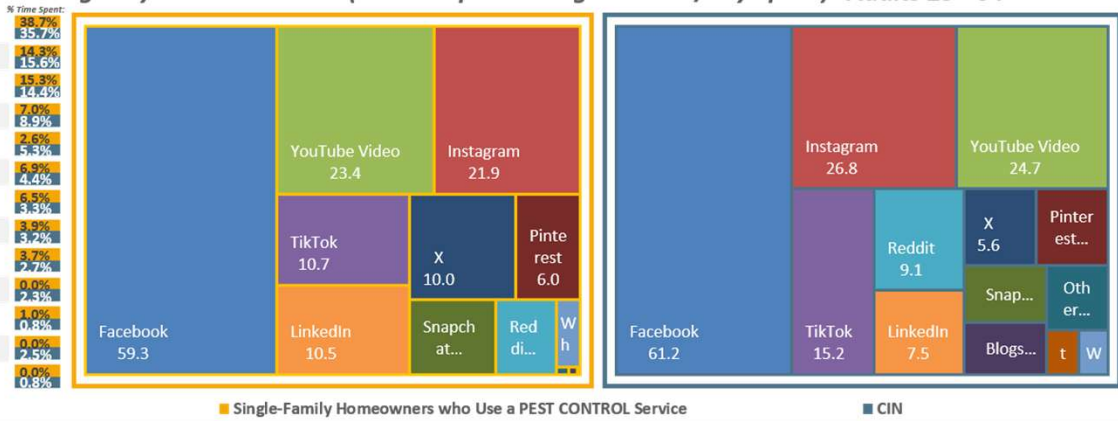 % Time Spent:
38.7%
35.7%
14.3%
15.6%
15.3%
14.4%
7.0%
8.9%
2.6%
5.3%
6.9%
4.4%
6.5%
3.3%
3.9%
3.2%
3.7%
2.7%
0.0%
2.3%
1.0%
0.8%
0.0%
2.5%
0.0%
0.8%
Facebook
59.3
YouTube Video
23.4
Instagram
21.9
TikTok
10.7
LinkedIn
10.5
X
10.0
Pinte
rest
6.0
Snapch
at...
Red
di...
W
h
Facebook
61.2
Instagram
26.8
YouTube Video
24.7
TikTok
15.2
Reddit
9.1
LinkedIn
7.5
X
5.6
Pinter
est...
Snap...
Oth
er...
Blogs...
t
W
Single-Family Homeowners who Use a PEST CONTROL Service
CIN